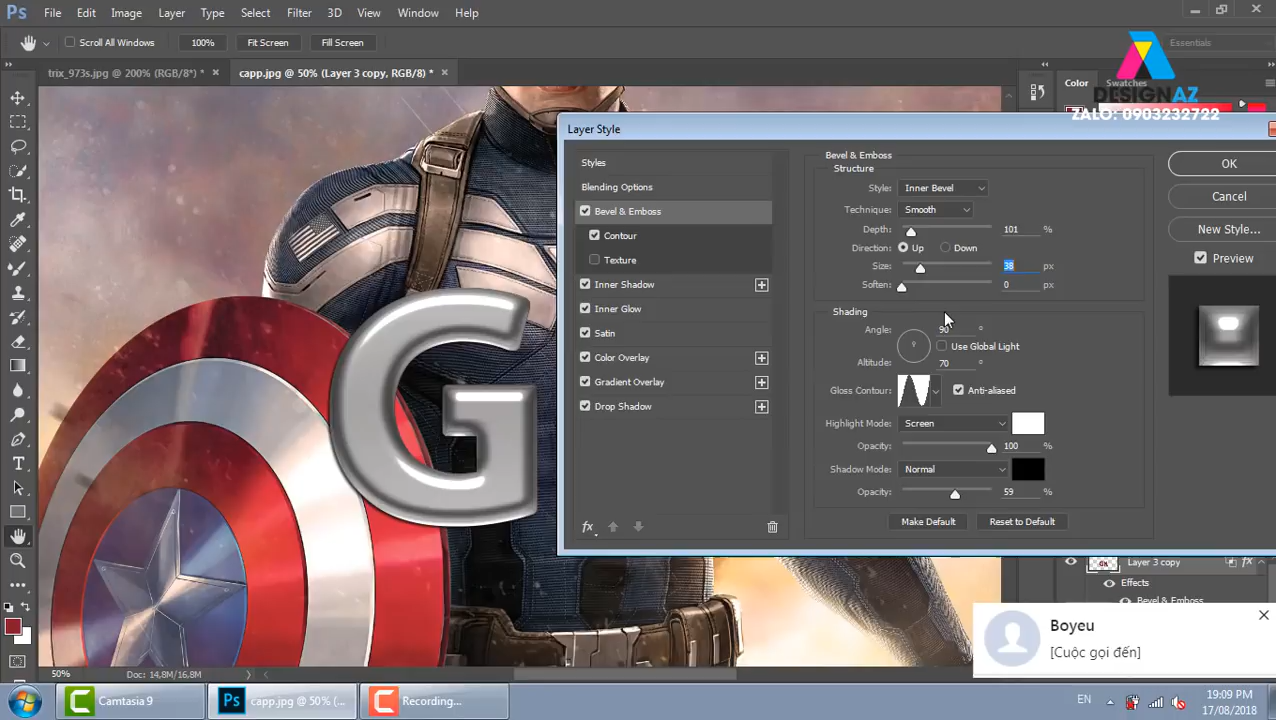 Ps File Edit Image Layer Type Select Filter 3D View Window Help
Scroll All Windows 100% Fit Screen Fill Screen Essentials
trix_973s.jpg @ 200% (RGB/8*) * × capp.jpg @ 50% (Layer 3 copy, RGB/8) * ×
Color Swatches
DESIGNAZ
ZALO: 0903232722
Layer Style
Styles
Blending Options
Bevel & Emboss
Contour
Texture
Inner Shadow
Inner Glow
Satin
Color Overlay
Gradient Overlay
Drop Shadow
fx
Bevel & Emboss
Structure
Style: Inner Bevel
Technique: Smooth
Depth: 101 %
Direction: Up Down
Size: 38 px
Soften: 0 px
Shading
Angle: 90 °
Use Global Light
Altitude: 70 °
Gloss Contour: Anti-aliased
Highlight Mode: Screen
Opacity: 100 %
Shadow Mode: Normal
Opacity: 59 %
Make Default Reset to Default
OK
Cancel
New Style...
Preview
G
Layer 3 copy fx
Effects
Bevel & Emboss
Boyeu
[Cuộc gọi đến]
50% Doc: 14,8M/16,8M
Camtasia 9
Ps capp.jpg @ 50% (...
Recording...
EN
19:09 PM
17/08/2018